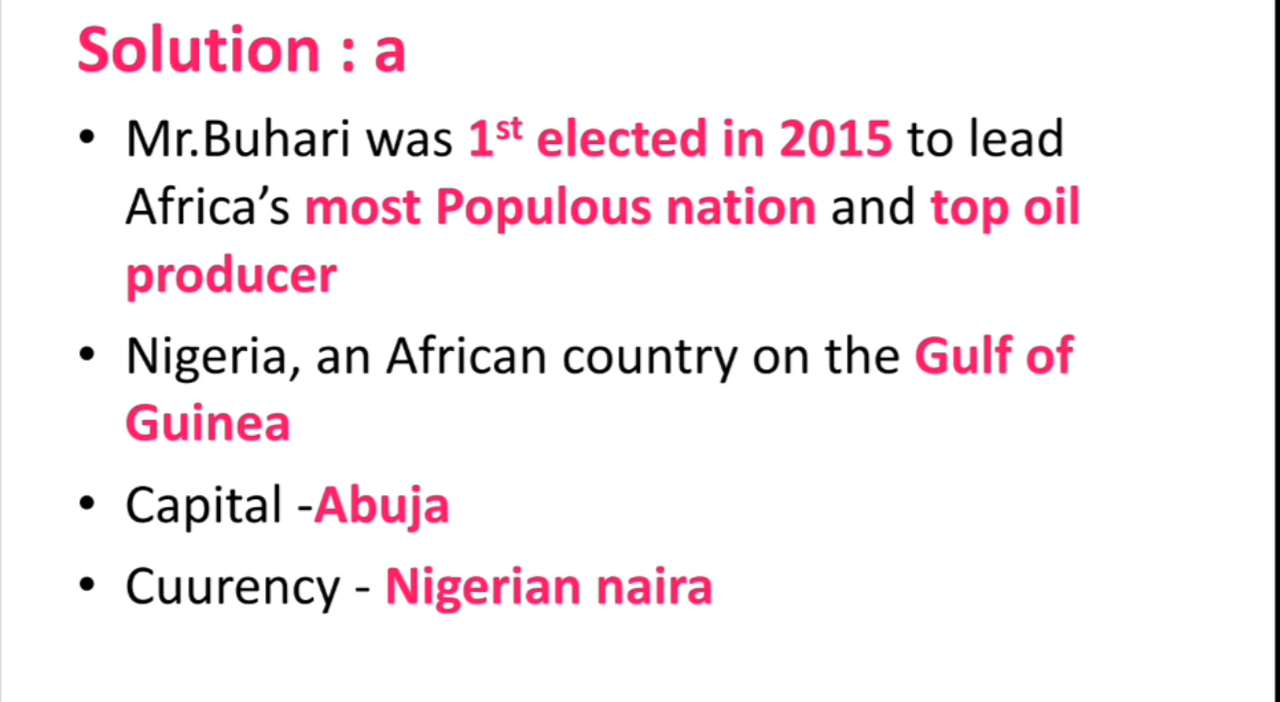 Solution : a
• Mr.Buhari was 1st elected in 2015 to lead
Africa’s most Populous nation and top oil
producer
• Nigeria, an African country on the Gulf of
Guinea
• Capital -Abuja
• Cuurency - Nigerian naira